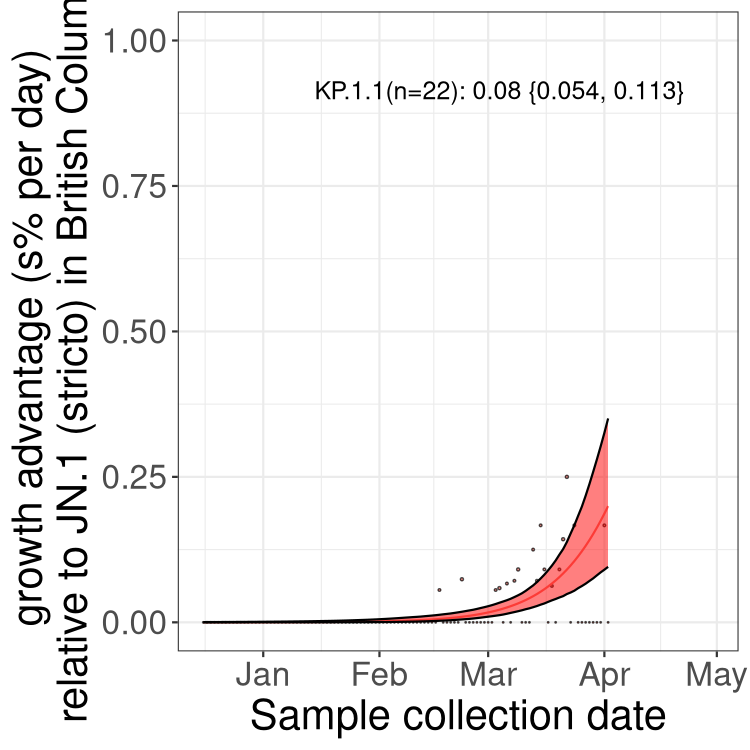 growth advantage (s% per day)
relative to JN.1 (stricto) in British Colum
1.00
0.75
0.50
0.25
0.00
KP.1.1(n=22): 0.08 {0.054, 0.113}
Jan Feb Mar Apr May
Sample collection date